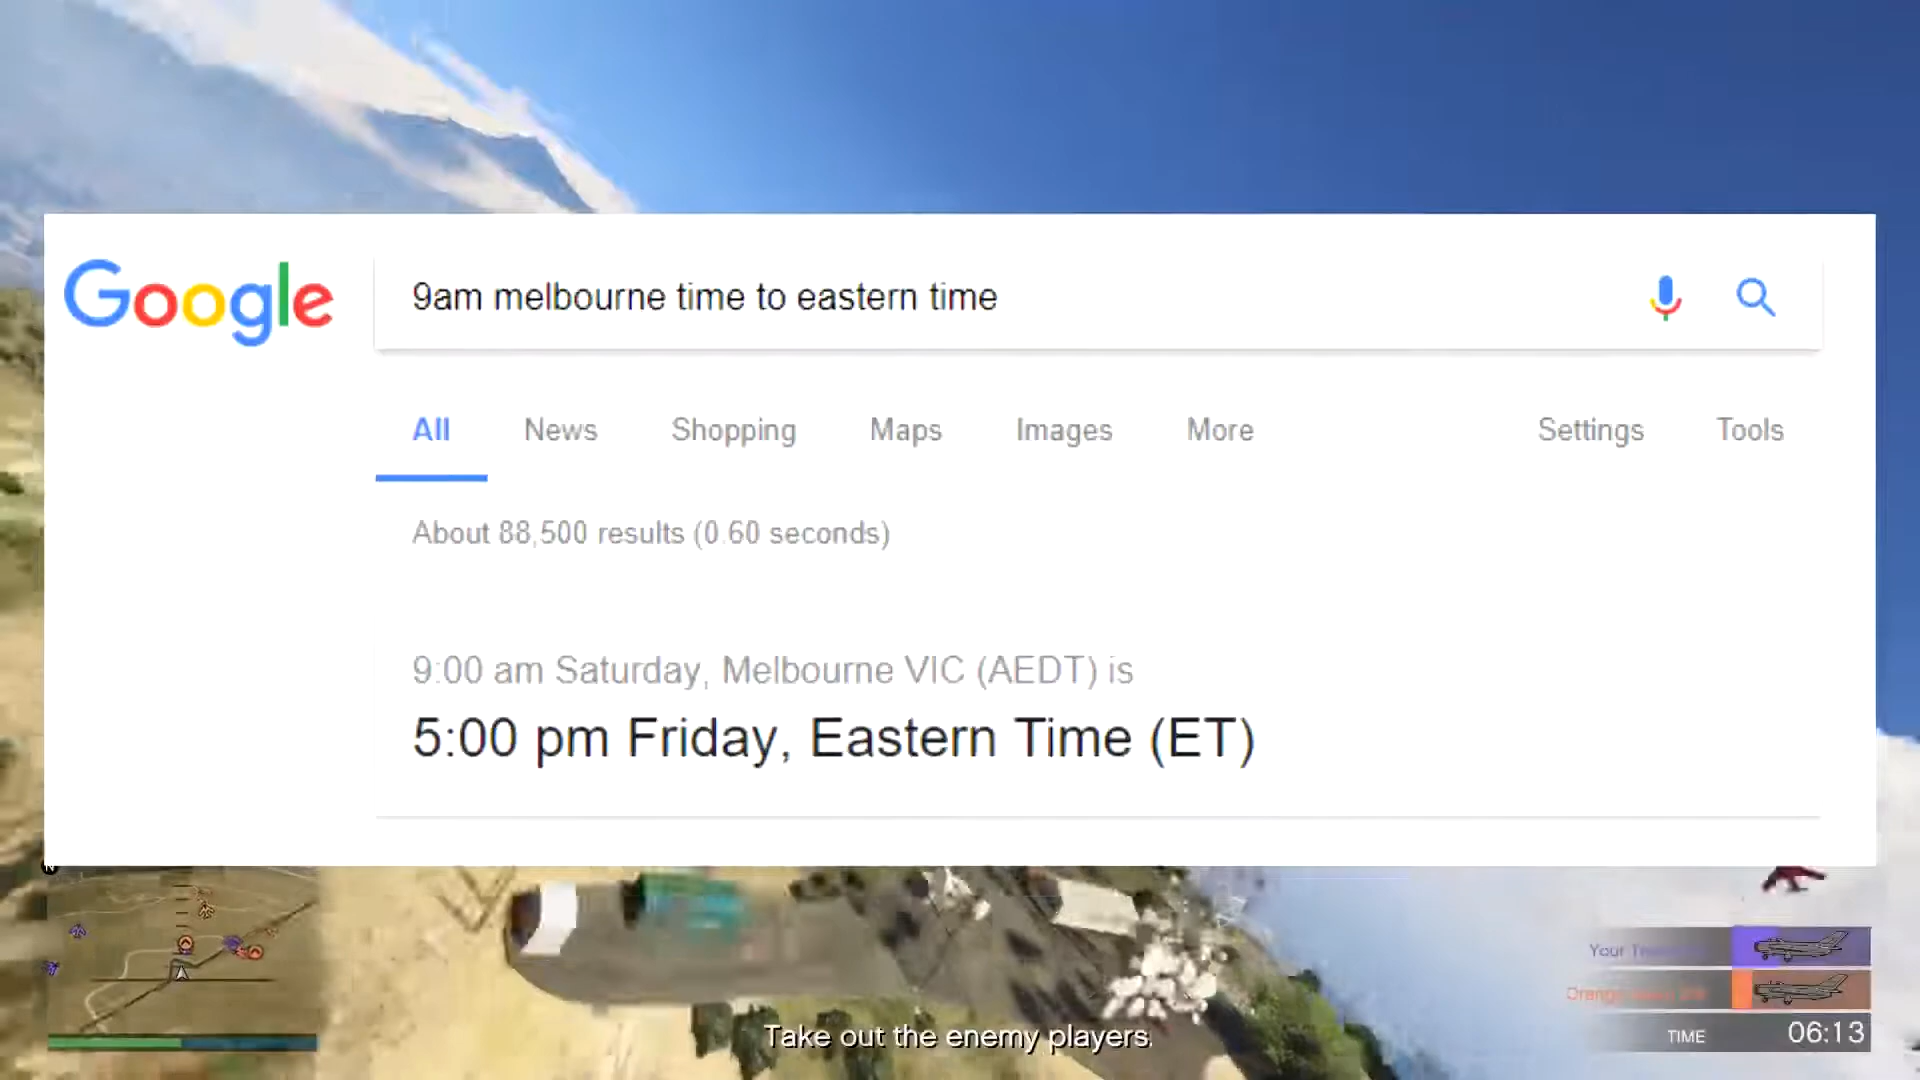 Google
9am melbourne time to eastern time
All News Shopping Maps Images More Settings Tools
About 88,500 results (0.60 seconds)
9:00 am Saturday, Melbourne VIC (AEDT) is
5:00 pm Friday, Eastern Time (ET)
N
Your
Orange
TIME 06:13
Take out the enemy players.